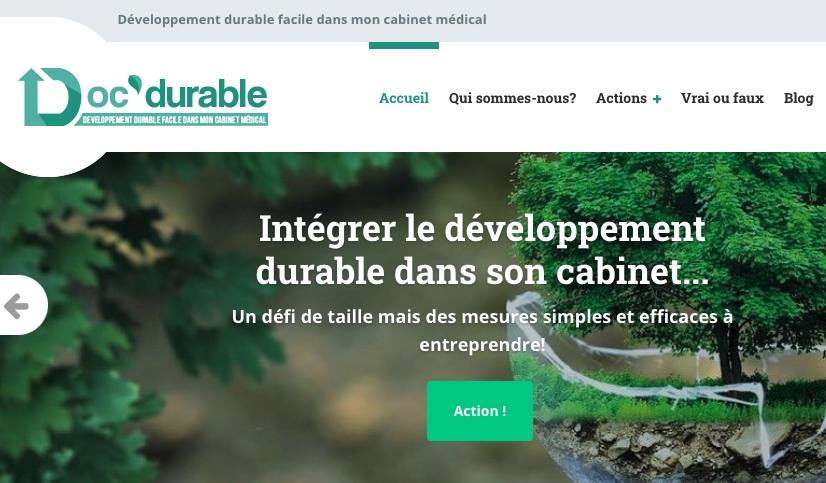 Développement durable facile dans mon cabinet médical
Doc'durable
DEVELOPPEMENT DURABLE FACILE DANS MON CABINET MÉDICAL
Accueil Qui sommes-nous? Actions + Vrai ou faux Blog
Intégrer le développement
durable dans son cabinet...
Un défi de taille mais des mesures simples et efficaces à
entreprendre!
Action !